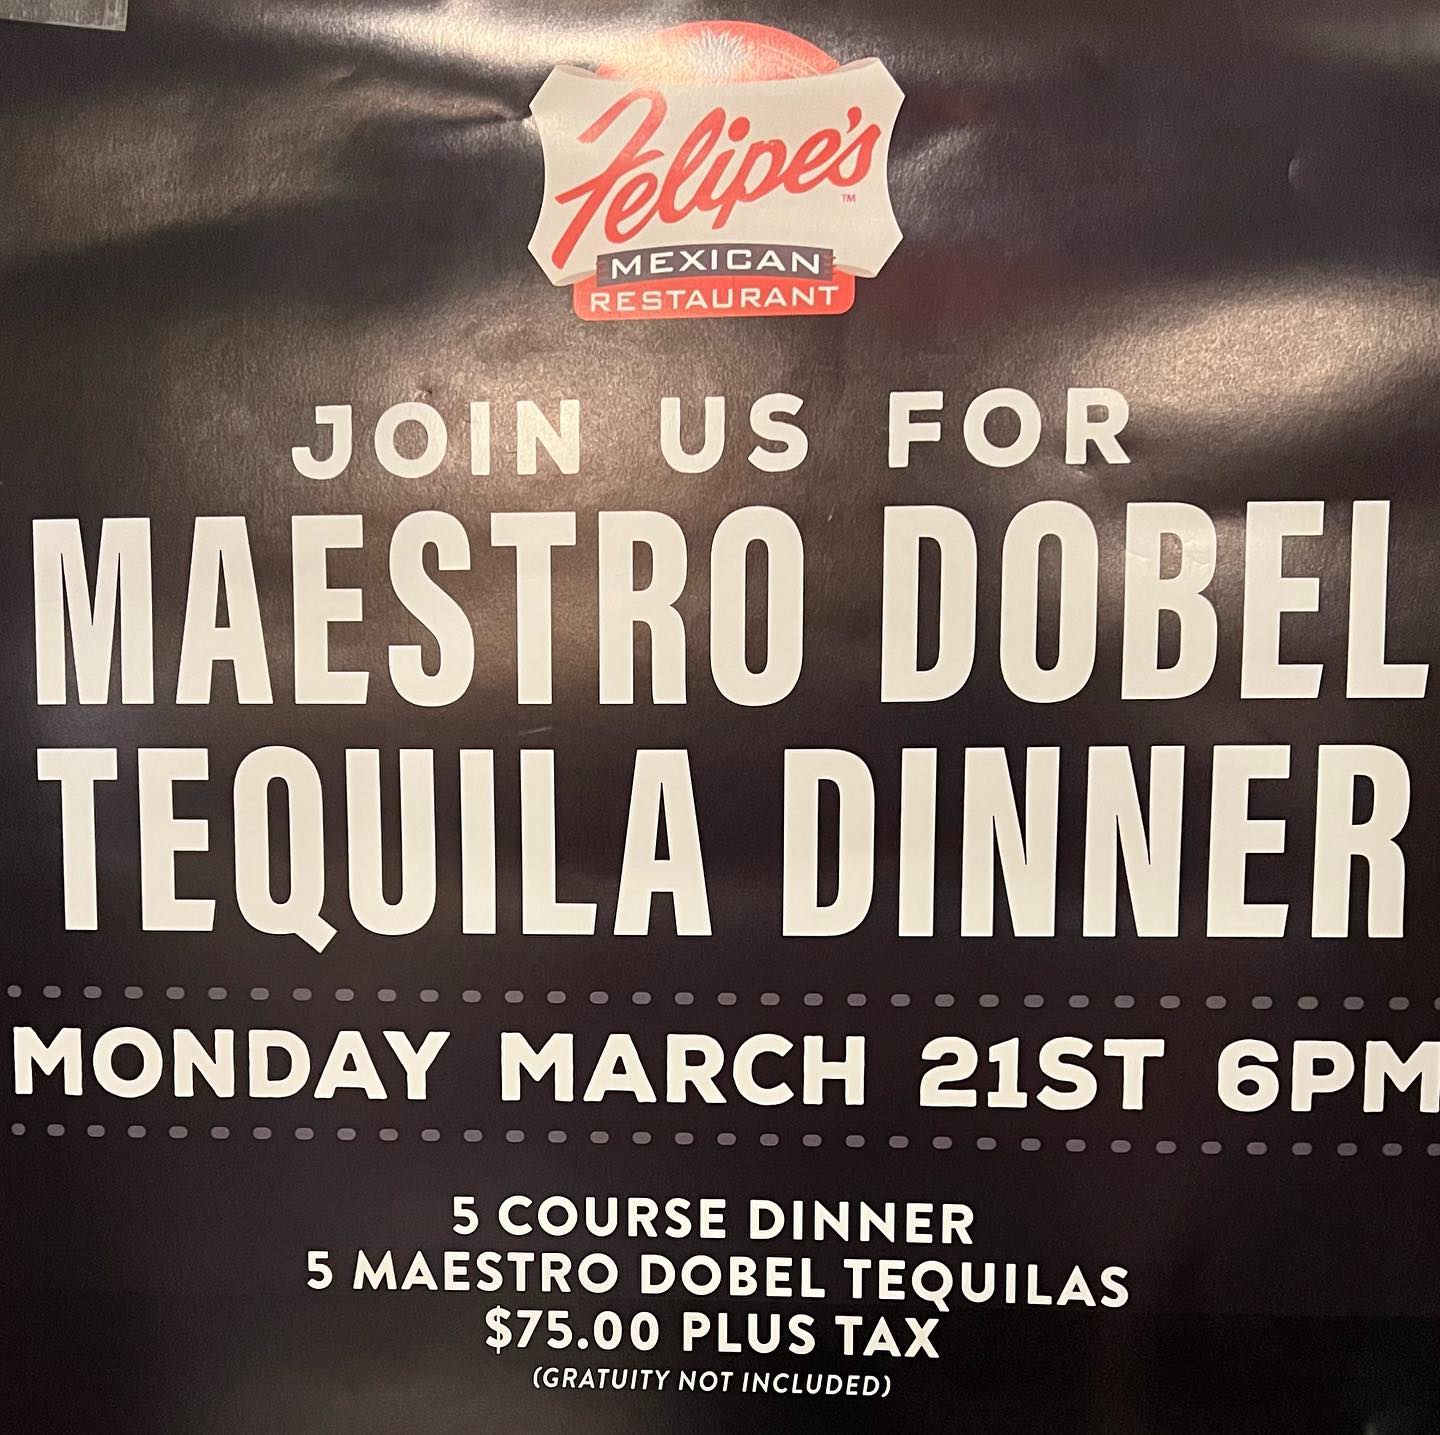 Felipe's
TM
MEXICAN
RESTAURANT
JOIN US FOR
MAESTRO DOBEL
TEQUILA DINNER
MONDAY MARCH 21ST 6PM
5 COURSE DINNER
5 MAESTRO DOBEL TEQUILAS
$75.00 PLUS TAX
(GRATUITY NOT INCLUDED)